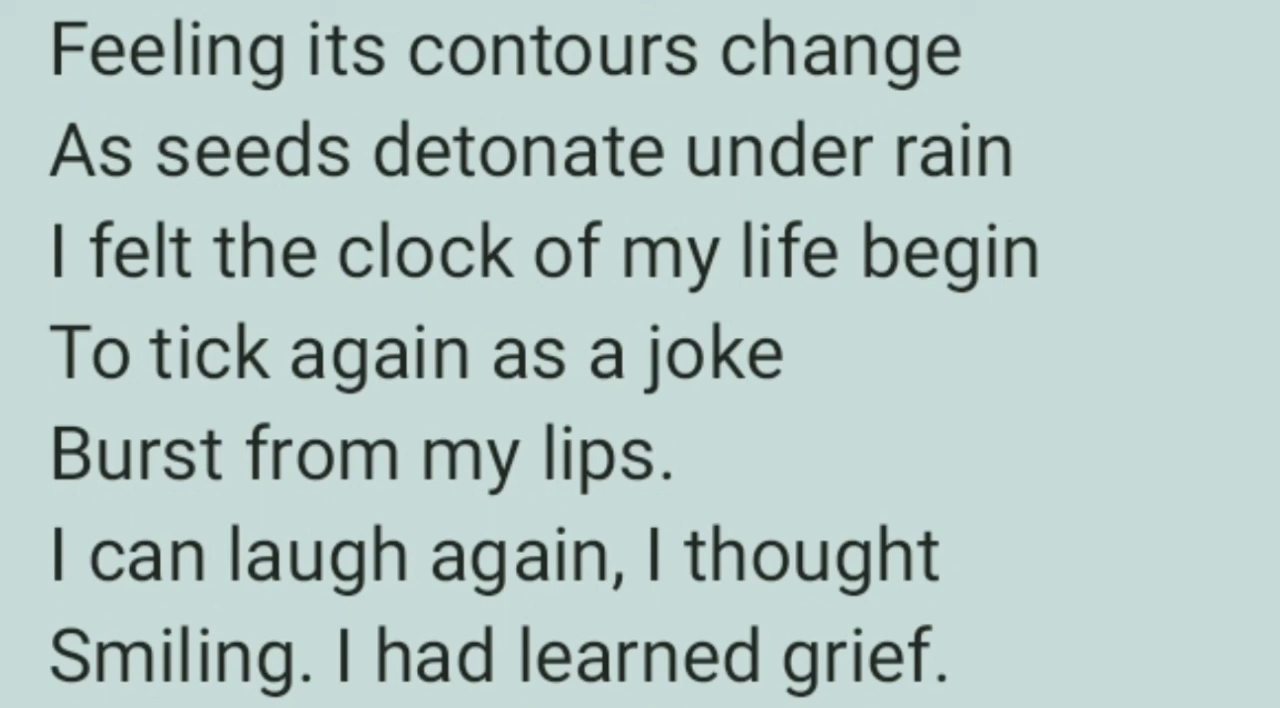 Feeling its contours change
As seeds detonate under rain
I felt the clock of my life begin
To tick again as a joke
Burst from my lips.
I can laugh again, I thought
Smiling. I had learned grief.